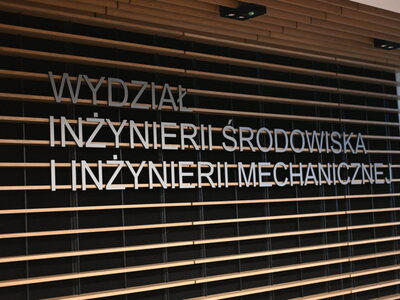 WYDZIAŁ
INŻYNIERII ŚRODOWISKA
I INŻYNIERII MECHANICZNEJ